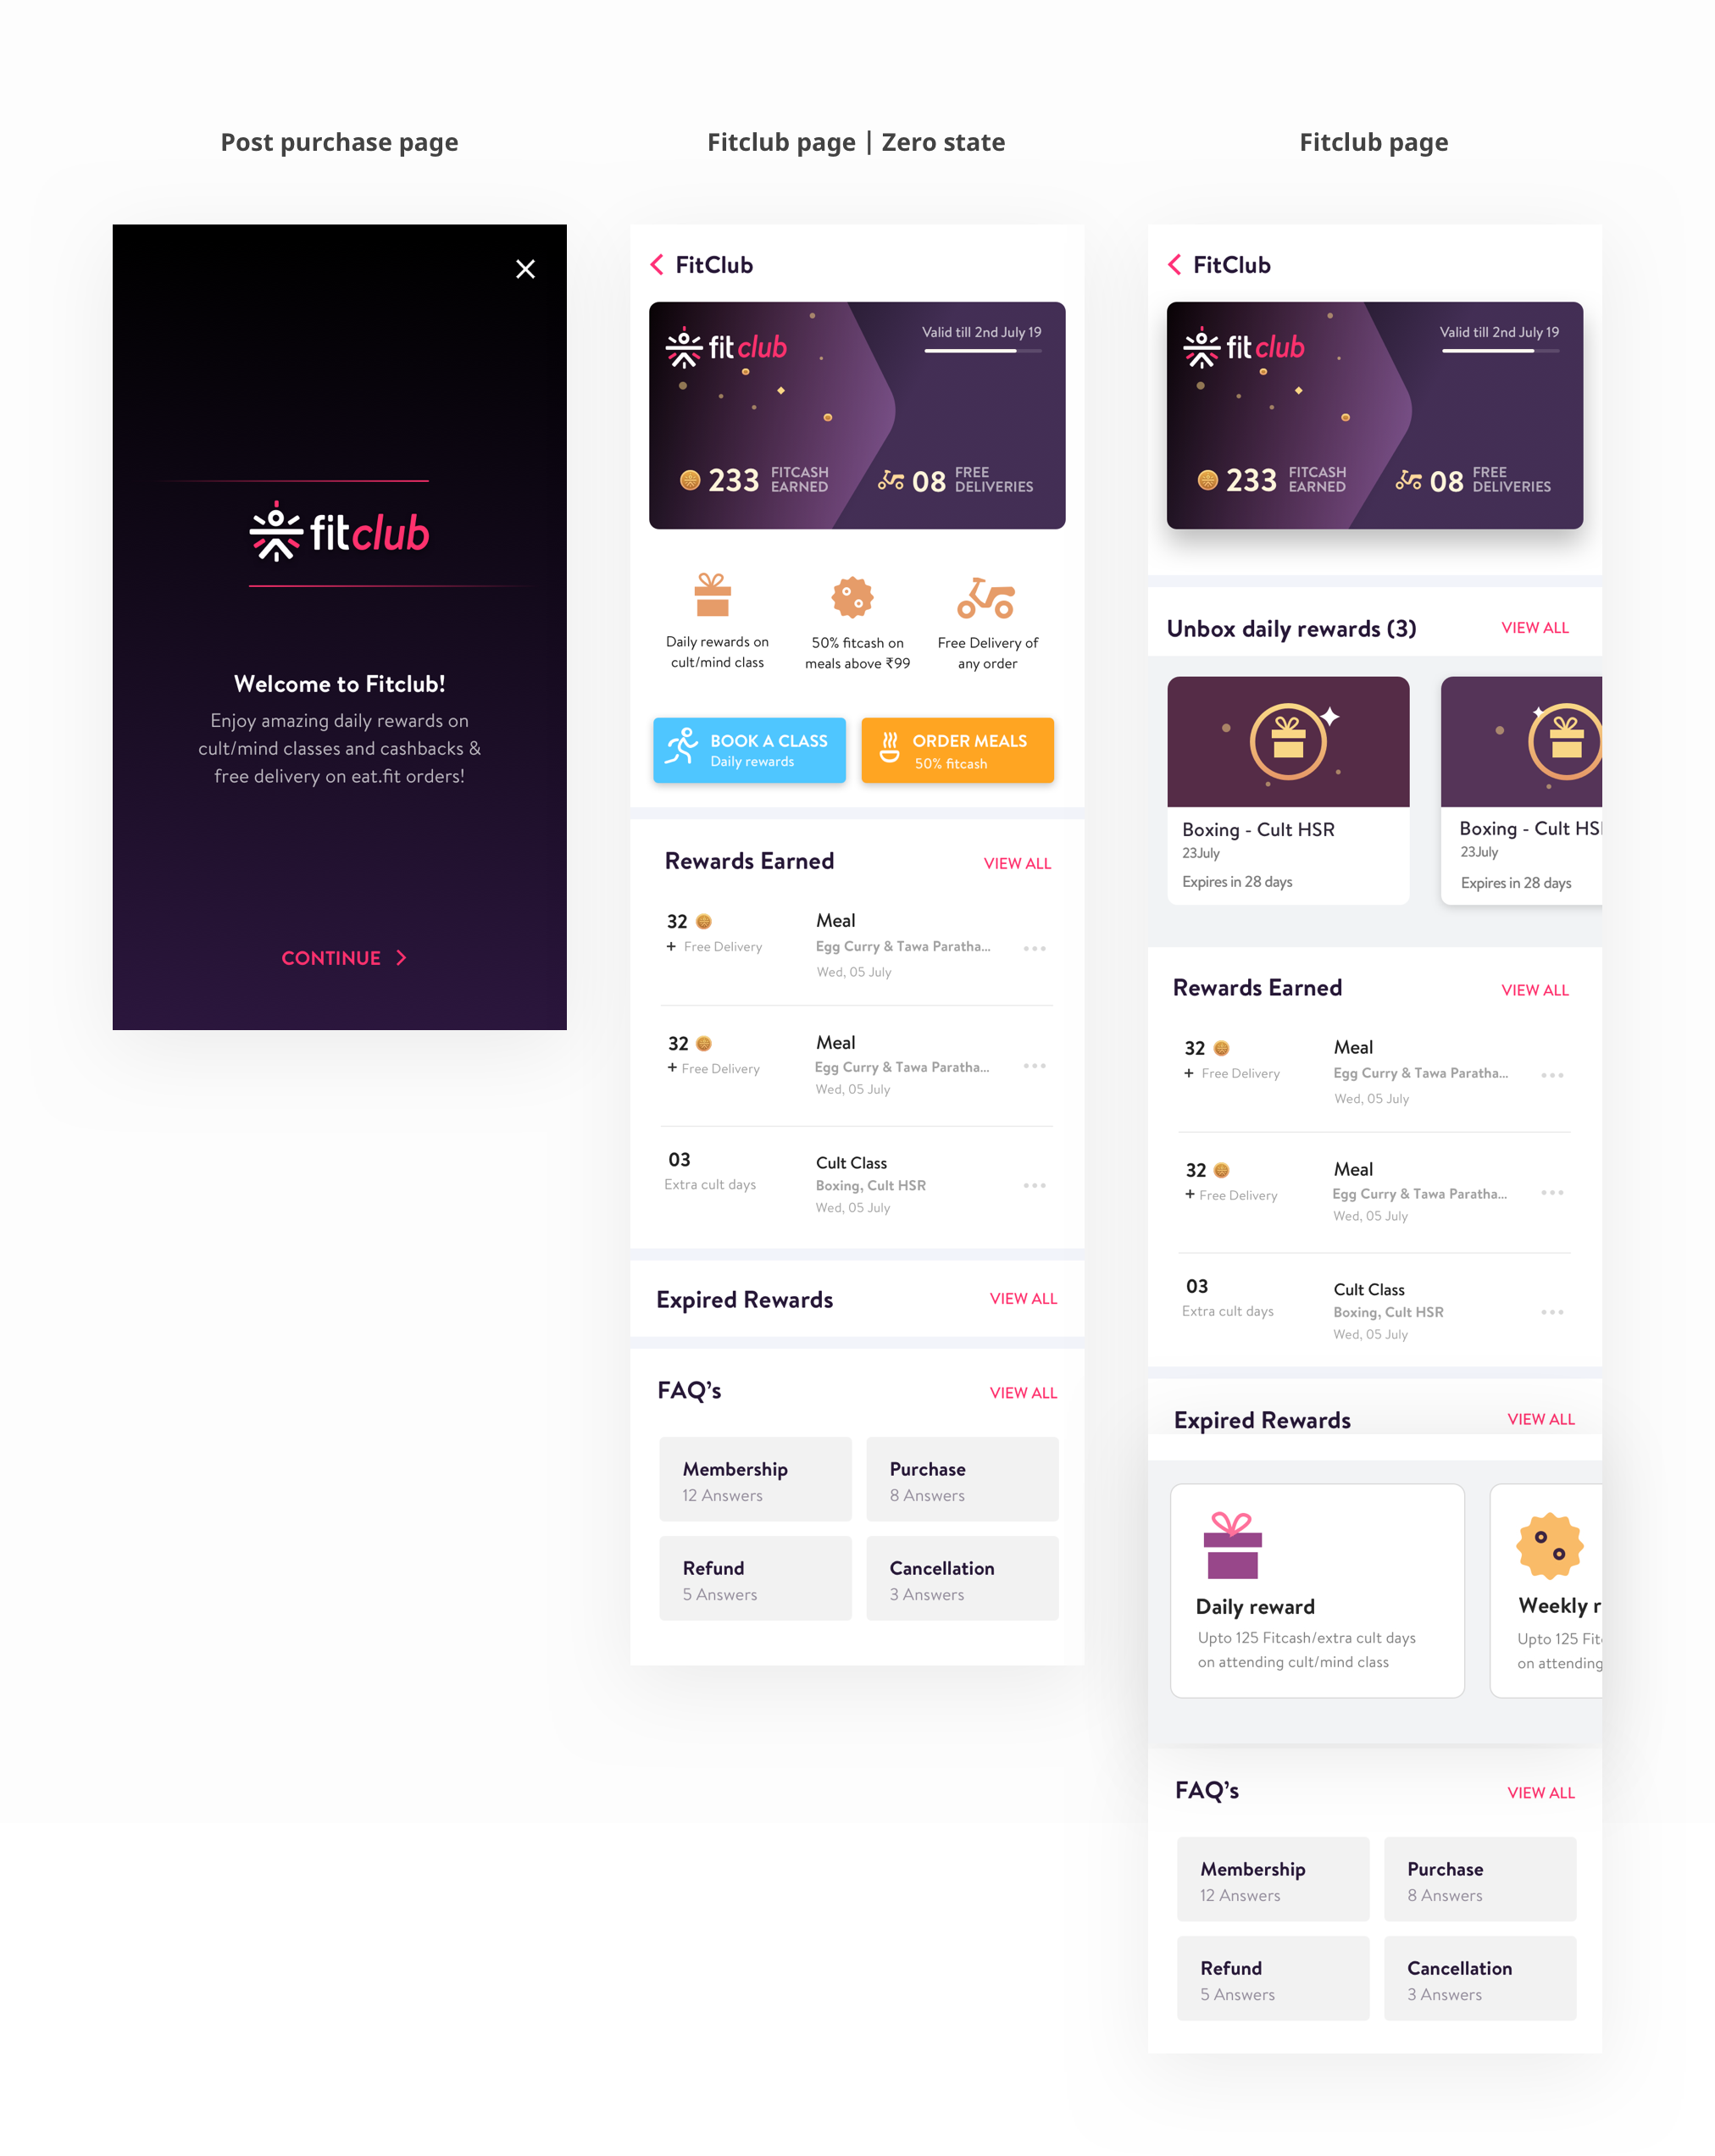 Post purchase page
fitclub
Welcome to Fitclub!
Enjoy amazing daily rewards on
cult/mind classes and cashbacks &
free delivery on eat.fit orders!
CONTINUE
Fitclub page | Zero state
FitClub
fitclub
Valid till 2nd July 19
233 FITCASH
EARNED
08 FREE
DELIVERIES
Daily rewards on
cult/mind class
50% fitcash on
meals above ₹99
Free Delivery of
any order
BOOK A CLASS
Daily rewards
ORDER MEALS
50% fitcash
Rewards Earned
VIEW ALL
32
+ Free Delivery
Meal
Egg Curry & Tawa Paratha...
Wed, 05 July
32
+ Free Delivery
Meal
Egg Curry & Tawa Paratha...
Wed, 05 July
03
Extra cult days
Cult Class
Boxing, Cult HSR
Wed, 05 July
Expired Rewards
VIEW ALL
FAQ’s
VIEW ALL
Membership
12 Answers
Purchase
8 Answers
Refund
5 Answers
Cancellation
3 Answers
Fitclub page
FitClub
fitclub
Valid till 2nd July 19
233 FITCASH
EARNED
08 FREE
DELIVERIES
Unbox daily rewards (3)
VIEW ALL
Boxing - Cult HSR
23July
Expires in 28 days
Boxing - Cult HS
23July
Expires in 28 days
Rewards Earned
VIEW ALL
32
+ Free Delivery
Meal
Egg Curry & Tawa Paratha...
Wed, 05 July
32
+ Free Delivery
Meal
Egg Curry & Tawa Paratha...
Wed, 05 July
03
Extra cult days
Cult Class
Boxing, Cult HSR
Wed, 05 July
Expired Rewards
VIEW ALL
Daily reward
Upto 125 Fitcash/extra cult days
on attending cult/mind class
Weekly r
Upto 125 Fit
on attending
FAQ’s
VIEW ALL
Membership
12 Answers
Purchase
8 Answers
Refund
5 Answers
Cancellation
3 Answers